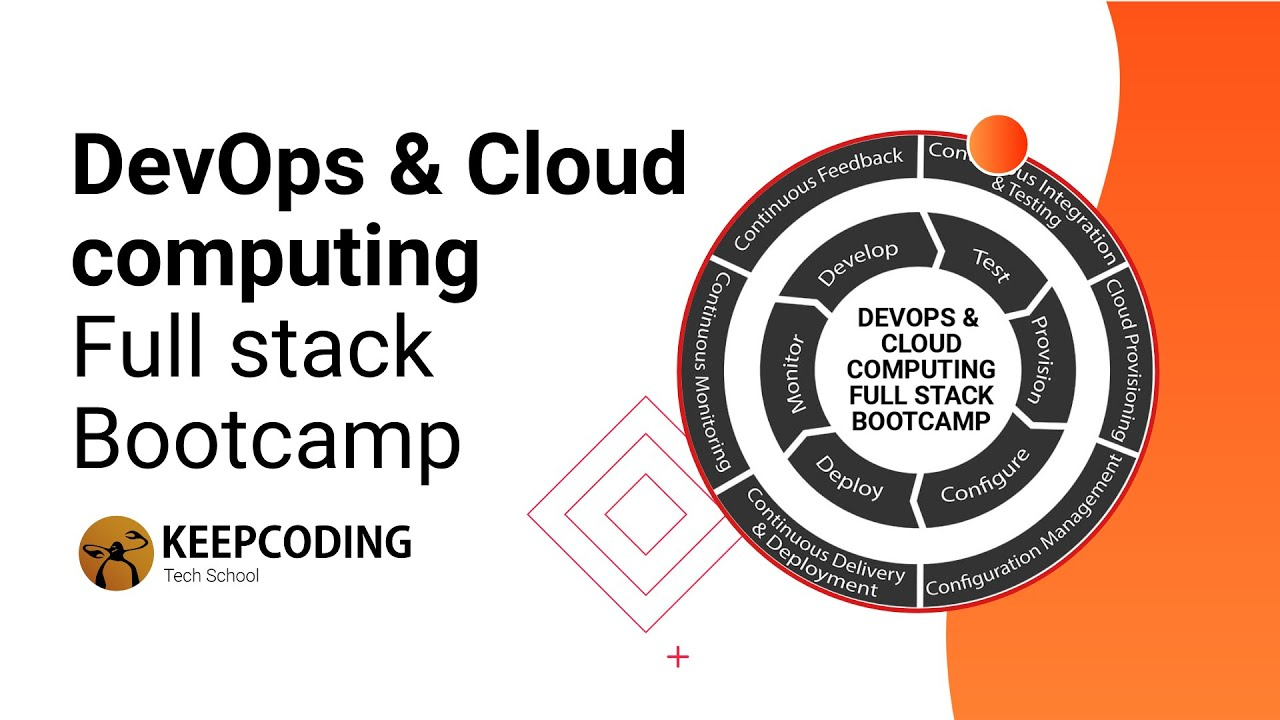 DevOps & Cloud
computing
Full stack
Bootcamp
KEEPCODING
Tech School
Continuous Feedback
Integration
& Testing
Cloud Provisioning
Configuration Management
Continuous Delivery
& Deployment
Continuous Monitoring
Develop
Test
Provision
Configure
Deploy
Monitor
DEVOPS &
CLOUD
COMPUTING
FULL STACK
BOOTCAMP